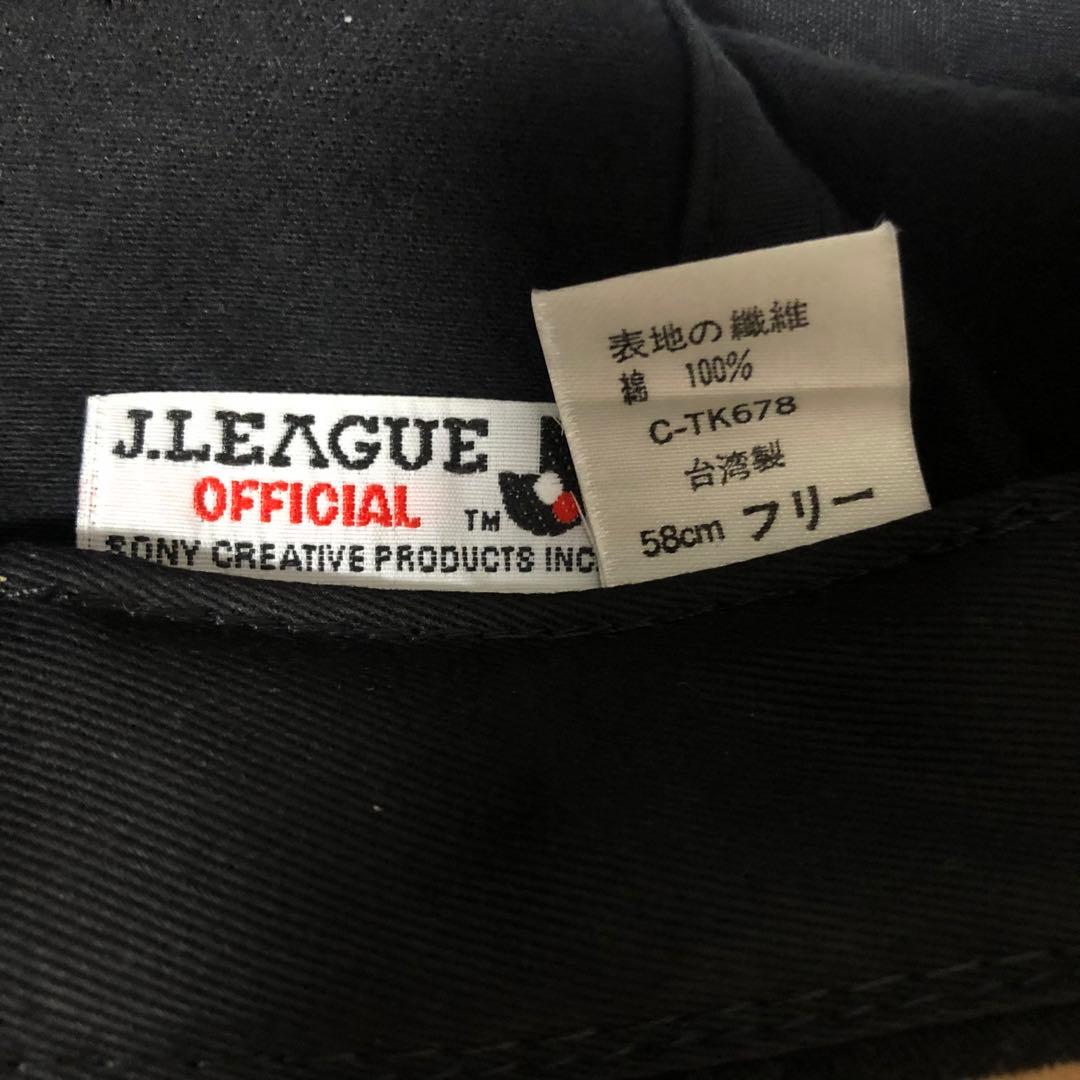 J.LEAGUE
OFFICIAL TM
SONY CREATIVE PRODUCTS INC.
表地の繊維
綿 100%
C-TK678
台湾製
58cm フリー